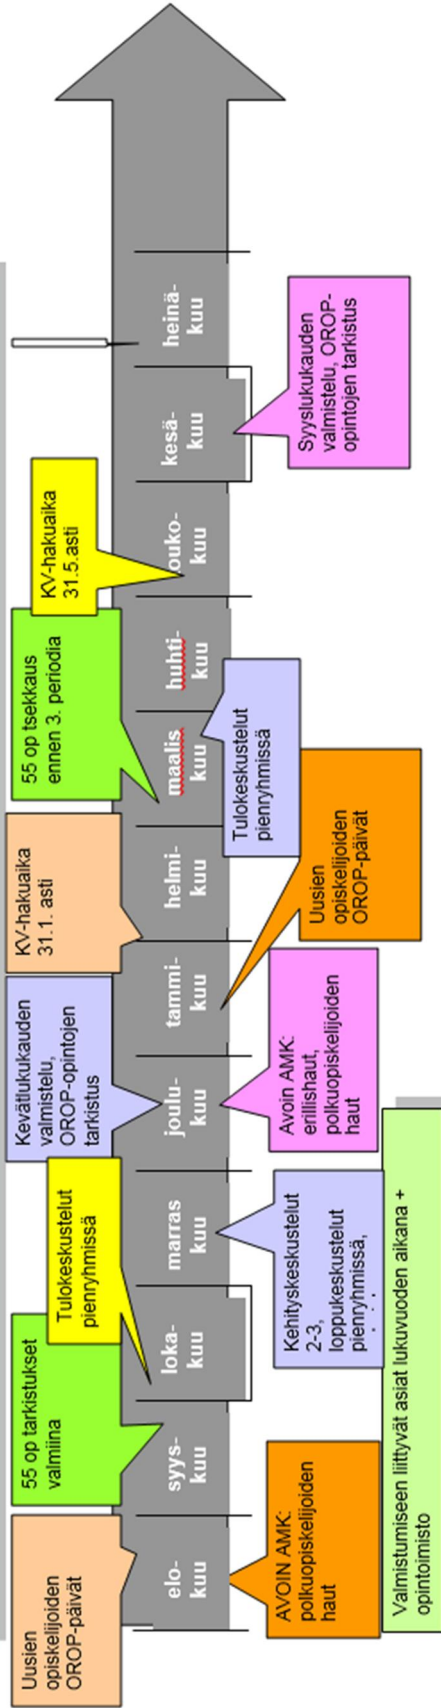 Uusien
opiskelijoiden
OROP-päivät
55 op tarkistukset
valmiina
Tulokeskustelut
pienryhmissä
Kevätlukukauden
valmistelu,
OROP-opintojen
tarkistus
KV-hakuaika
31.1. asti
55 op tsekkaus
ennen 3. periodia
KV-hakuaika
31.5.asti
elo-
kuu
syys-
kuu
loka-
kuu
marras
kuu
joulu-
kuu
tammi-
kuu
helmi-
kuu
maalis
kuu
huhti-
kuu
ouko-
kuu
kesä-
kuu
heinä-
kuu
AVOIN AMK:
polkuopiskelijoiden
haut
Kehityskeskustelut
2-3,
loppukeskustelut
pienryhmissä,
Avoin AMK:
erillishaut,
polkuopiskelijoiden
haut
Uusien
opiskelijoiden
OROP-päivät
Tulokeskustelut
pienryhmissä
Syyslukukauden
valmistelu, OROP-
opintojen tarkistus
Valmistumiseen liittyvät asiat lukuvuoden aikana +
opintoimisto